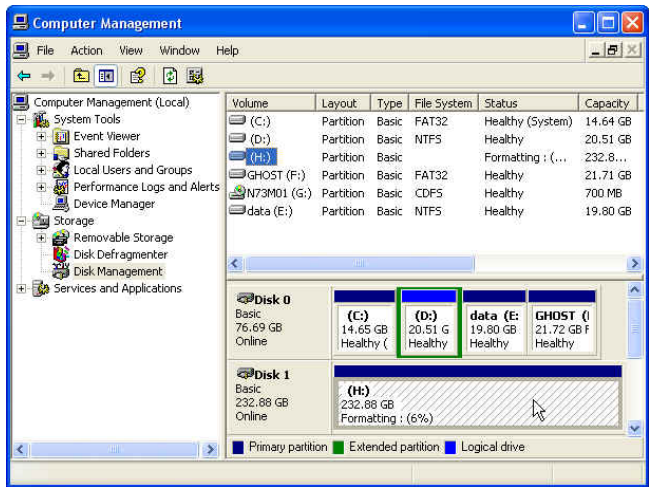 Computer Management
File Action View Window Help
Computer Management (Local)
System Tools
Event Viewer
Shared Folders
Local Users and Groups
Performance Logs and Alerts
Device Manager
Storage
Removable Storage
Disk Defragmenter
Disk Management
Services and Applications
Volume Layout Type File System Status Capacity
(C:) Partition Basic FAT32 Healthy (System) 14.64 GB
(D:) Partition Basic NTFS Healthy 20.51 GB
(H:) Partition Basic Formatting : (... 232.8...
GHOST (F:) Partition Basic FAT32 Healthy 21.71 GB
N73M01 (G:) Partition Basic CDFS Healthy 700 MB
data (E:) Partition Basic NTFS Healthy 19.80 GB
Disk 0
Basic
76.69 GB
Online
(C:)
14.65 GB
Healthy (
(D:)
20.51 G
Healthy
data (E:
19.80 GB
Healthy
GHOST (I
21.72 GB F
Healthy
Disk 1
Basic
232.88 GB
Online
(H:)
232.88 GB
Formatting : (6%)
Primary partition Extended partition Logical drive